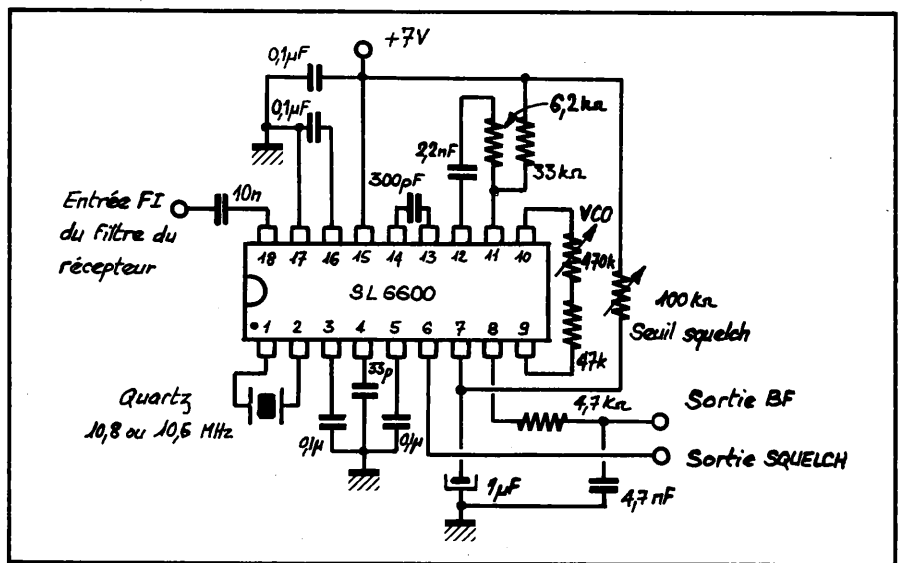 +7V
0,1µF
0,1µF
6,2kΩ
2,2nF
33kΩ
300pF
10n
Entrée FI
du filtre du
récepteur
VCO
470k
18 17 16 15 14 13 12 11 10
SL6600
100kΩ
Seuil squelch
1 2 3 4 5 6 7 8 9
47k
33p
Quartz
10,8 ou 10,6 MHz
0,1µ
0,1µ
4,7kΩ
Sortie BF
Sortie SQUELCH
1µF
4,7nF